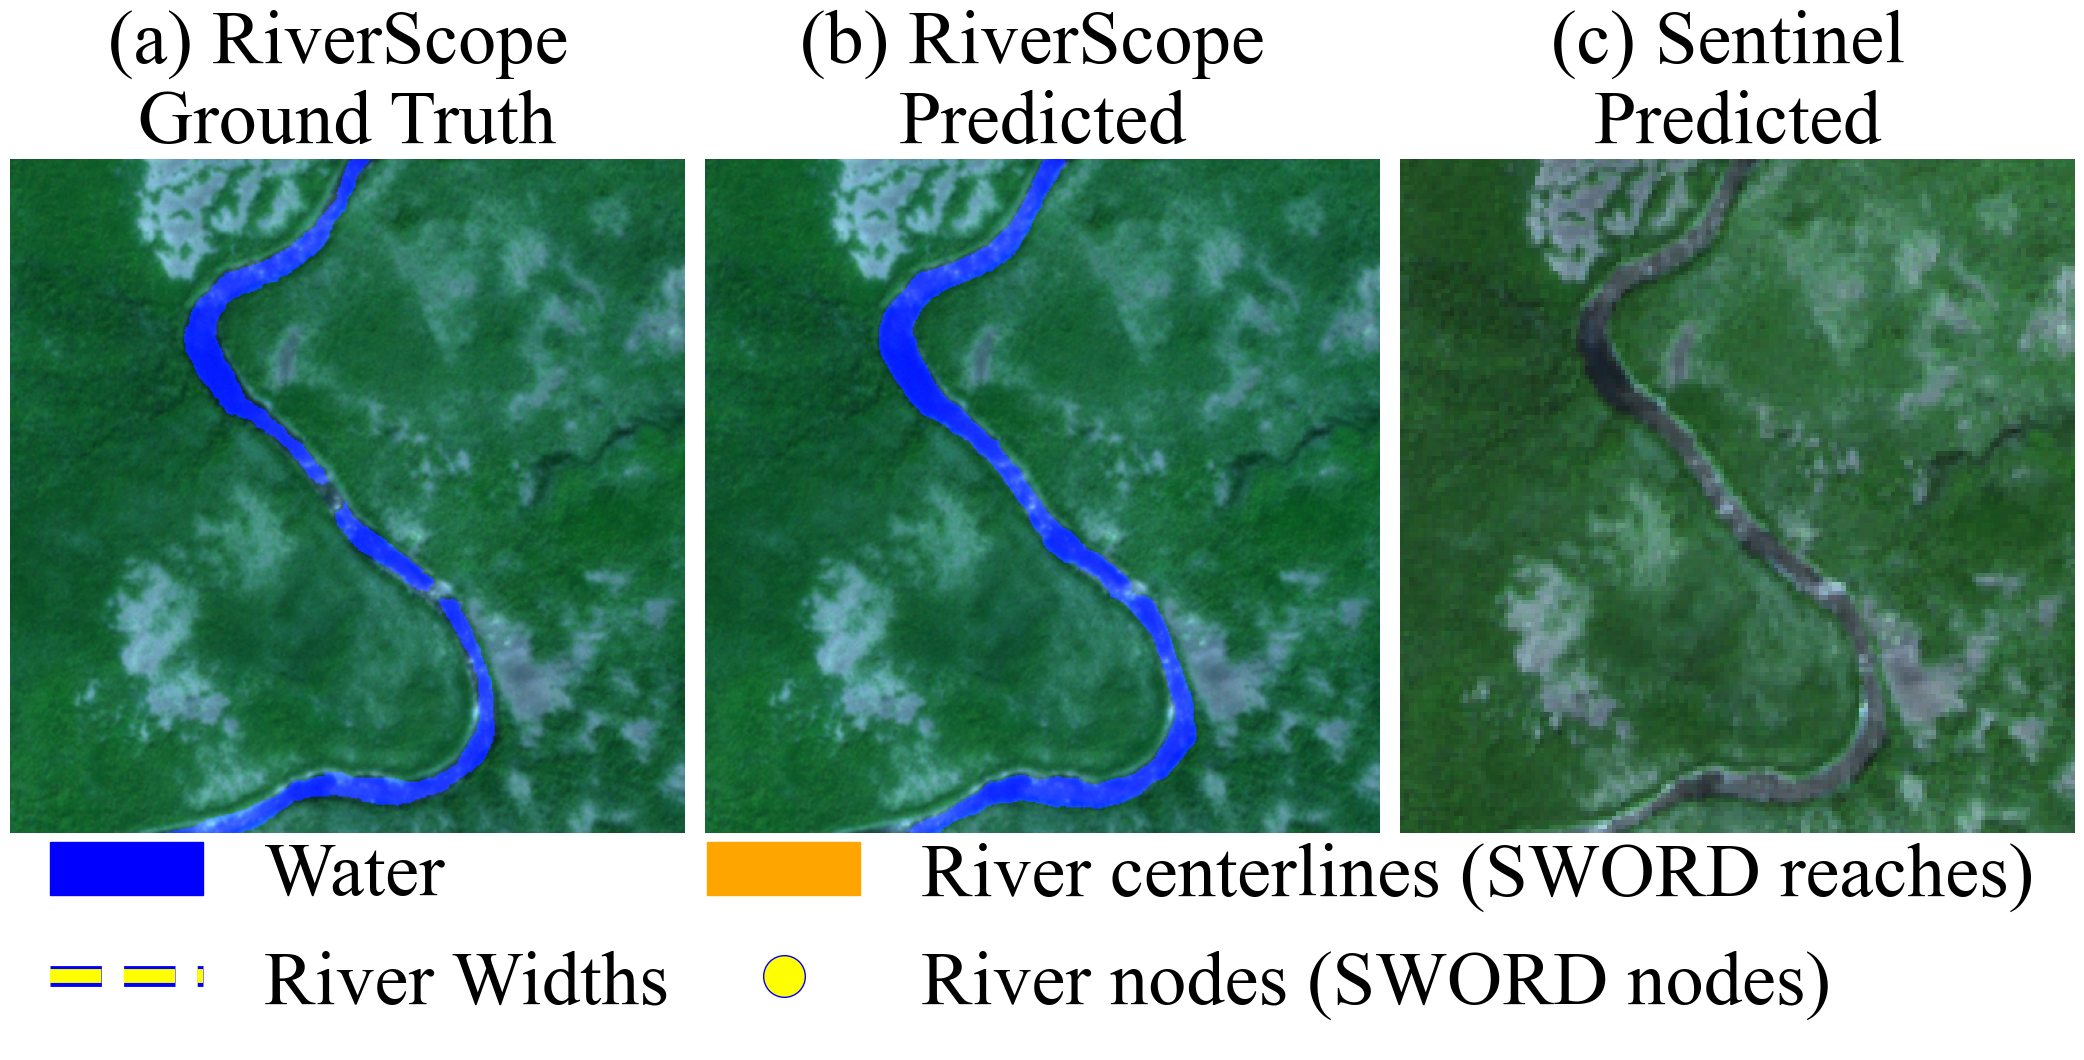 (a) RiverScope
Ground Truth
(b) RiverScope
Predicted
(c) Sentinel
Predicted
Water
River centerlines (SWORD reaches)
River Widths
River nodes (SWORD nodes)